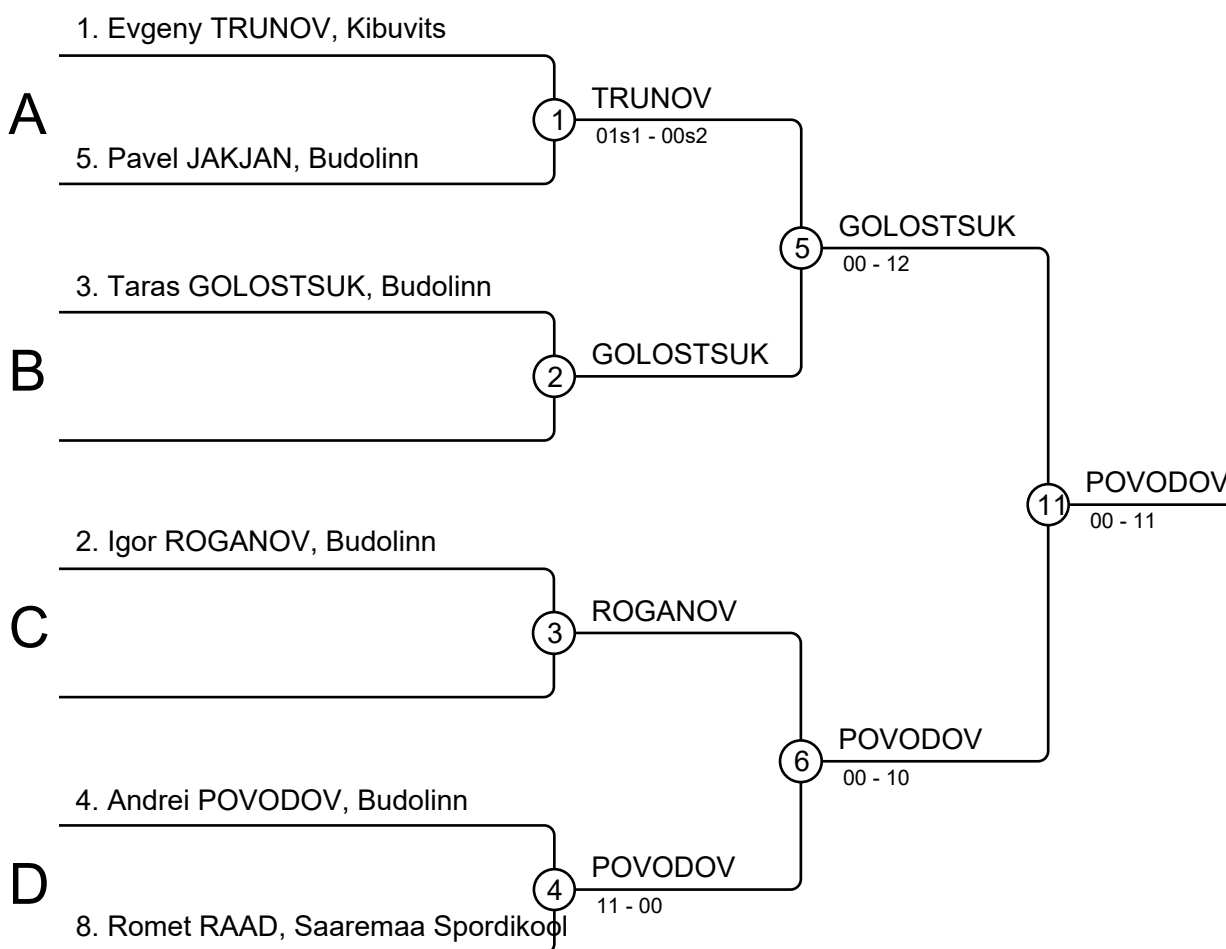 1. Evgeny TRUNOV, Kibuvits
A
1
TRUNOV
01s1 - 00s2
5. Pavel JAKJAN, Budolinn
5
GOLOSTSUK
00 - 12
3. Taras GOLOSTSUK, Budolinn
B
2
GOLOSTSUK
11
POVODOV
00 - 11
2. Igor ROGANOV, Budolinn
C
3
ROGANOV
6
POVODOV
00 - 10
4. Andrei POVODOV, Budolinn
D
4
POVODOV
11 - 00
8. Romet RAAD, Saaremaa Spordikool